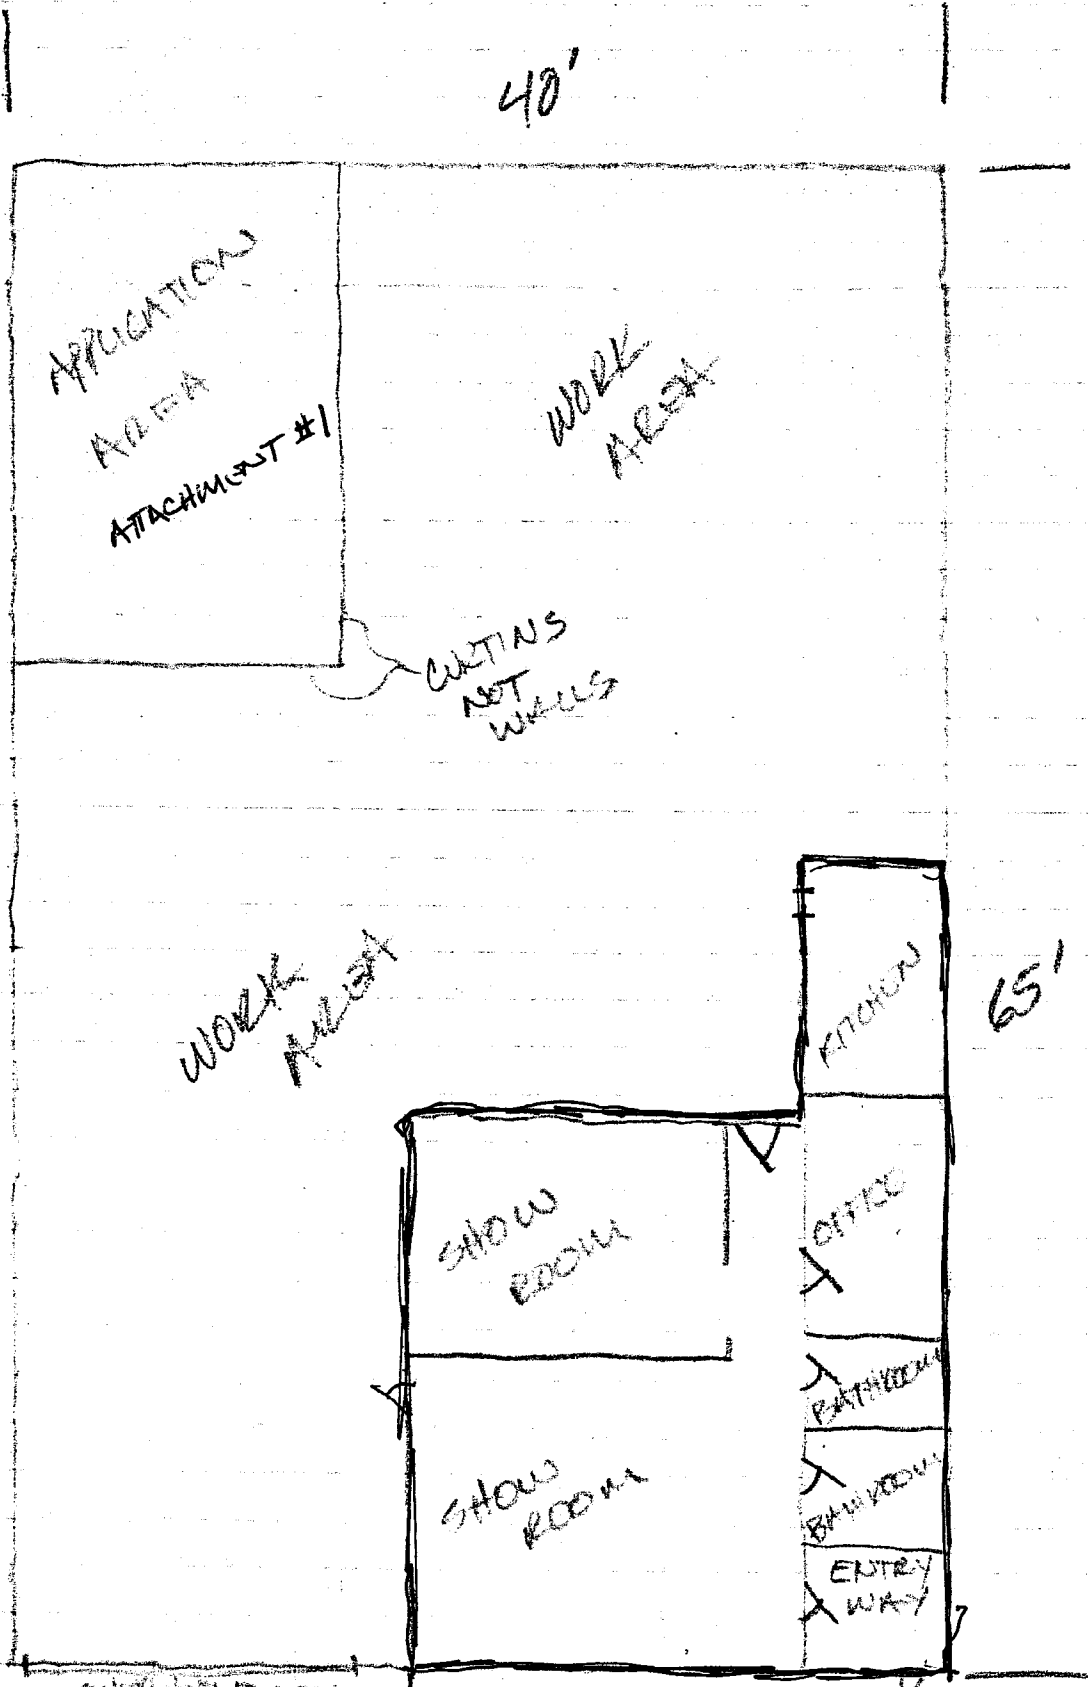 40'
APPLICATION
AREA
ATTACHMENT #1
WORK
AREA
CURTINS
NOT
WALLS
WORK
AREA
KITCHEN
65'
OFFICE
SHOW
ROOM
BATHROOM
SHOW
ROOM
BATHROOM
ENTRY
WAY